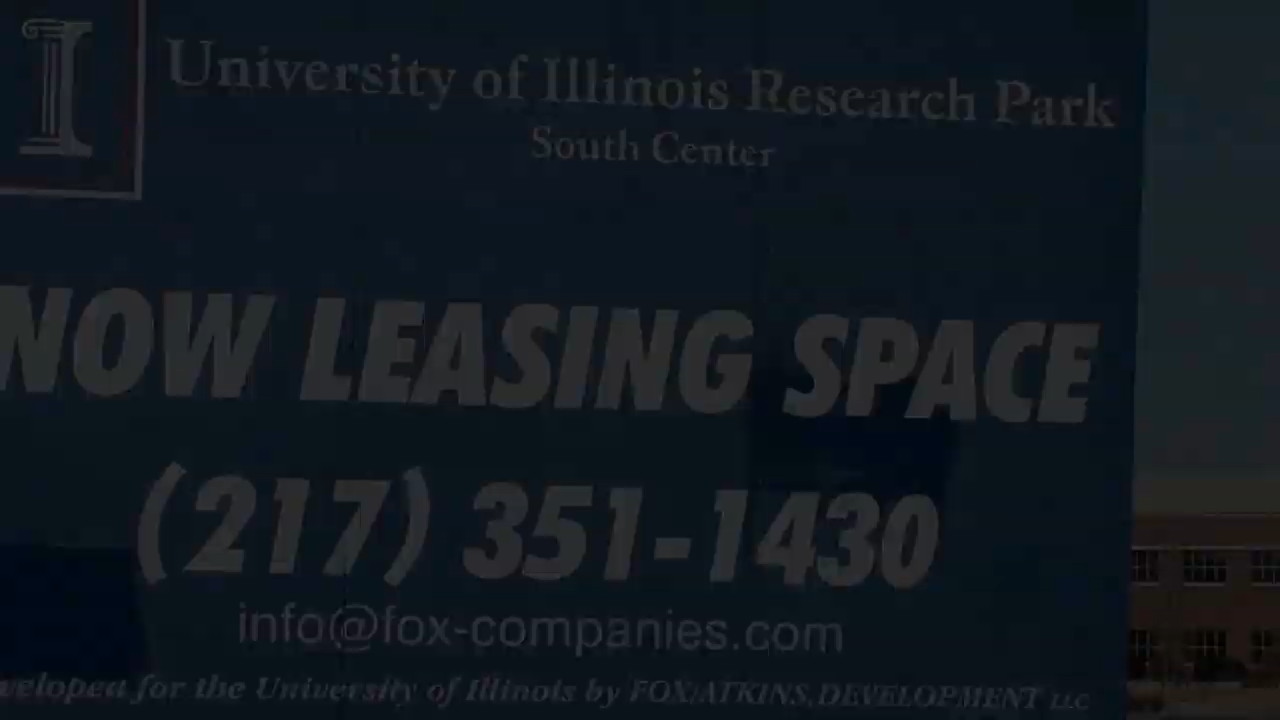 I
University of Illinois Research Park
South Center
NOW LEASING SPACE
(217) 351-1430
info@fox-companies.com
veloped for the University of Illinois by FOX/ATKINS DEVELOPMENT LLC